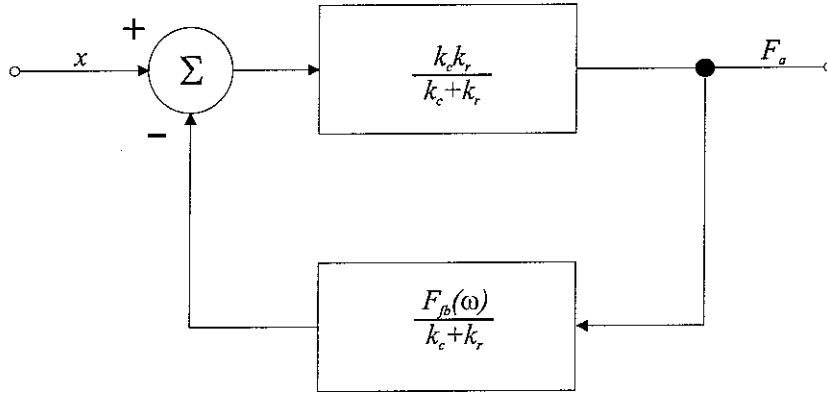 +
x
Σ
k_c k_r
k_c+k_r
F_a
−
F_fb(ω)
k_c+k_r